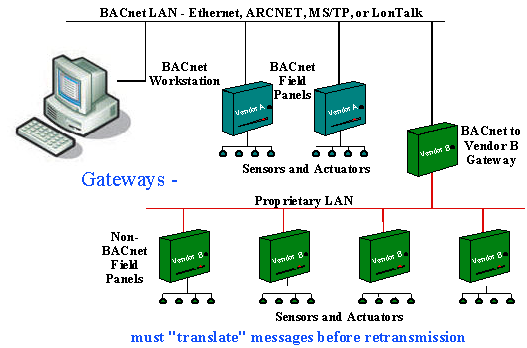 BACnet LAN - Ethernet, ARCNET, MS/TP, or LonTalk
BACnet
Workstation
BACnet
Field
Panels
Vendor A
Vendor A
Sensors and Actuators
Vendor B
BACnet to
Vendor B
Gateway
Gateways -
Proprietary LAN
Non-
BACnet
Field
Panels
Vendor B
Vendor B
Vendor B
Vendor B
Sensors and Actuators
must "translate" messages before retransmission